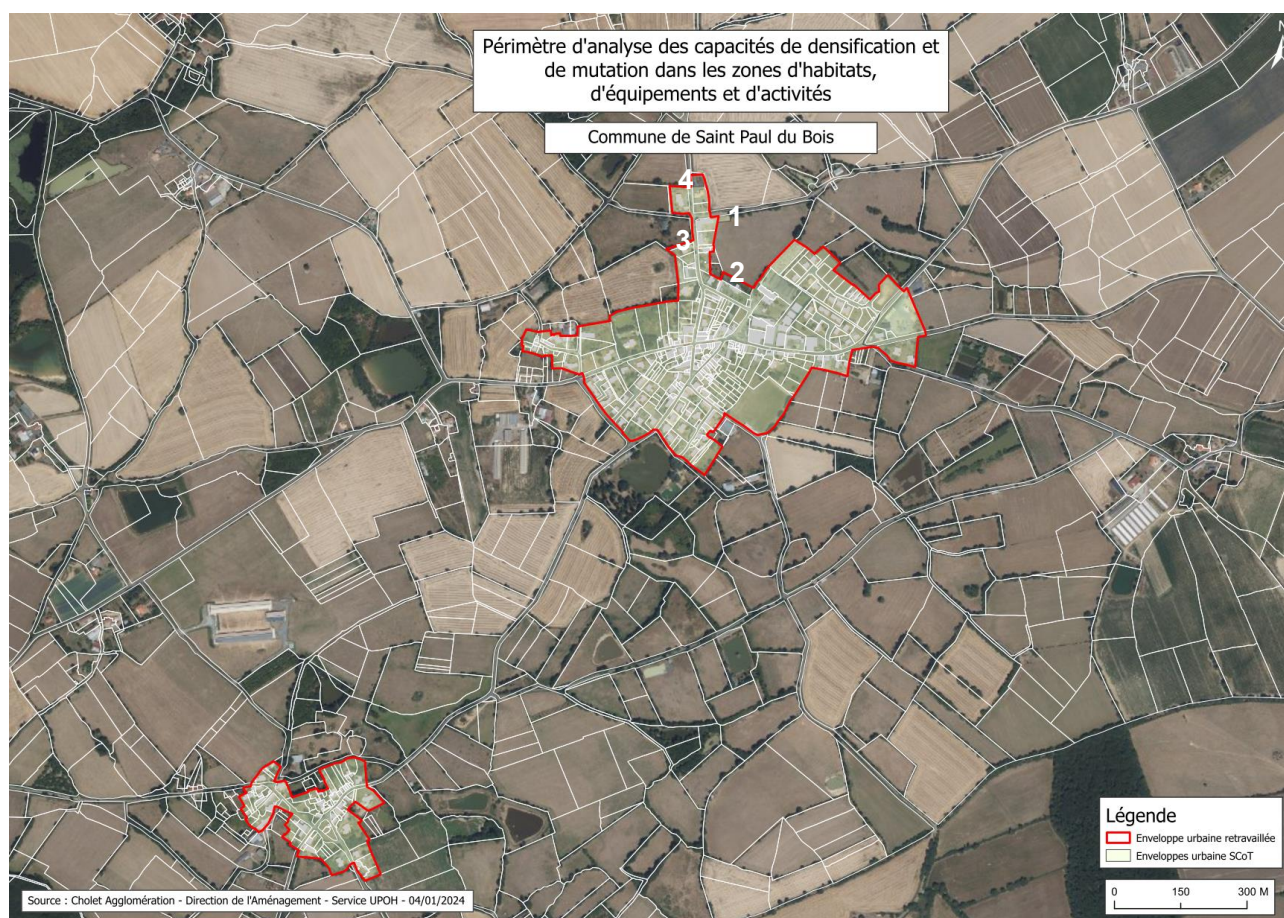 Périmètre d'analyse des capacités de densification et
de mutation dans les zones d'habitats,
d'équipements et d'activités
Commune de Saint Paul du Bois
N
4
1
3
2
Légende
Enveloppe urbaine retravaillée
Enveloppes urbaine SCoT
0 150 300 M
Source : Cholet Agglomération - Direction de l'Aménagement - Service UPOH - 04/01/2024